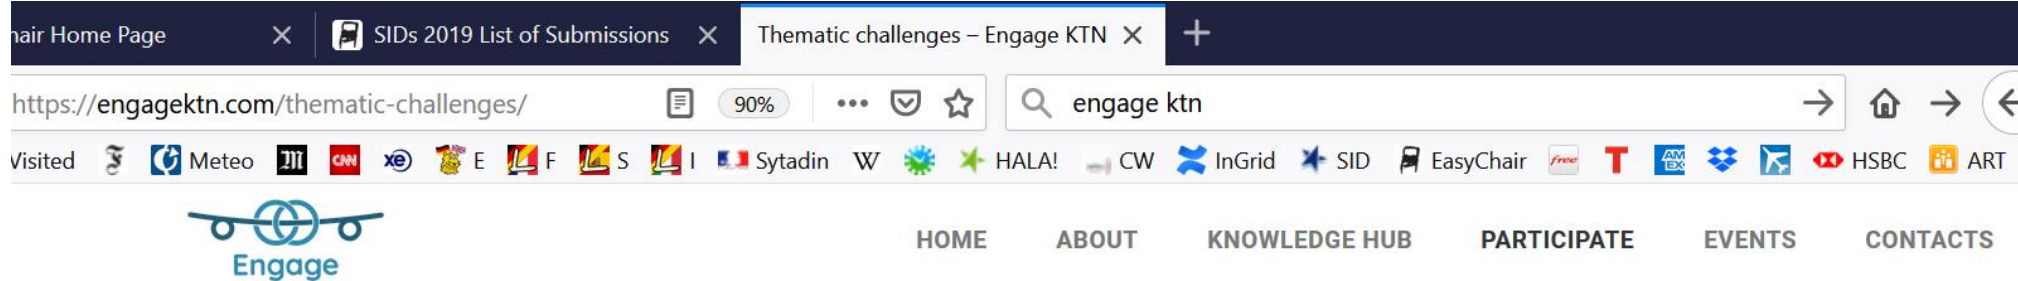 hair Home Page SIDs 2019 List of Submissions Thematic challenges – Engage KTN
https://engagektn.com/thematic-challenges/ 90% engage ktn
Visited Meteo M CNN xe E F S I Sytadin W HALA! CW InGrid SID EasyChair free T AM EX HSBC ART
Engage HOME ABOUT KNOWLEDGE HUB PARTICIPATE EVENTS CONTACTS